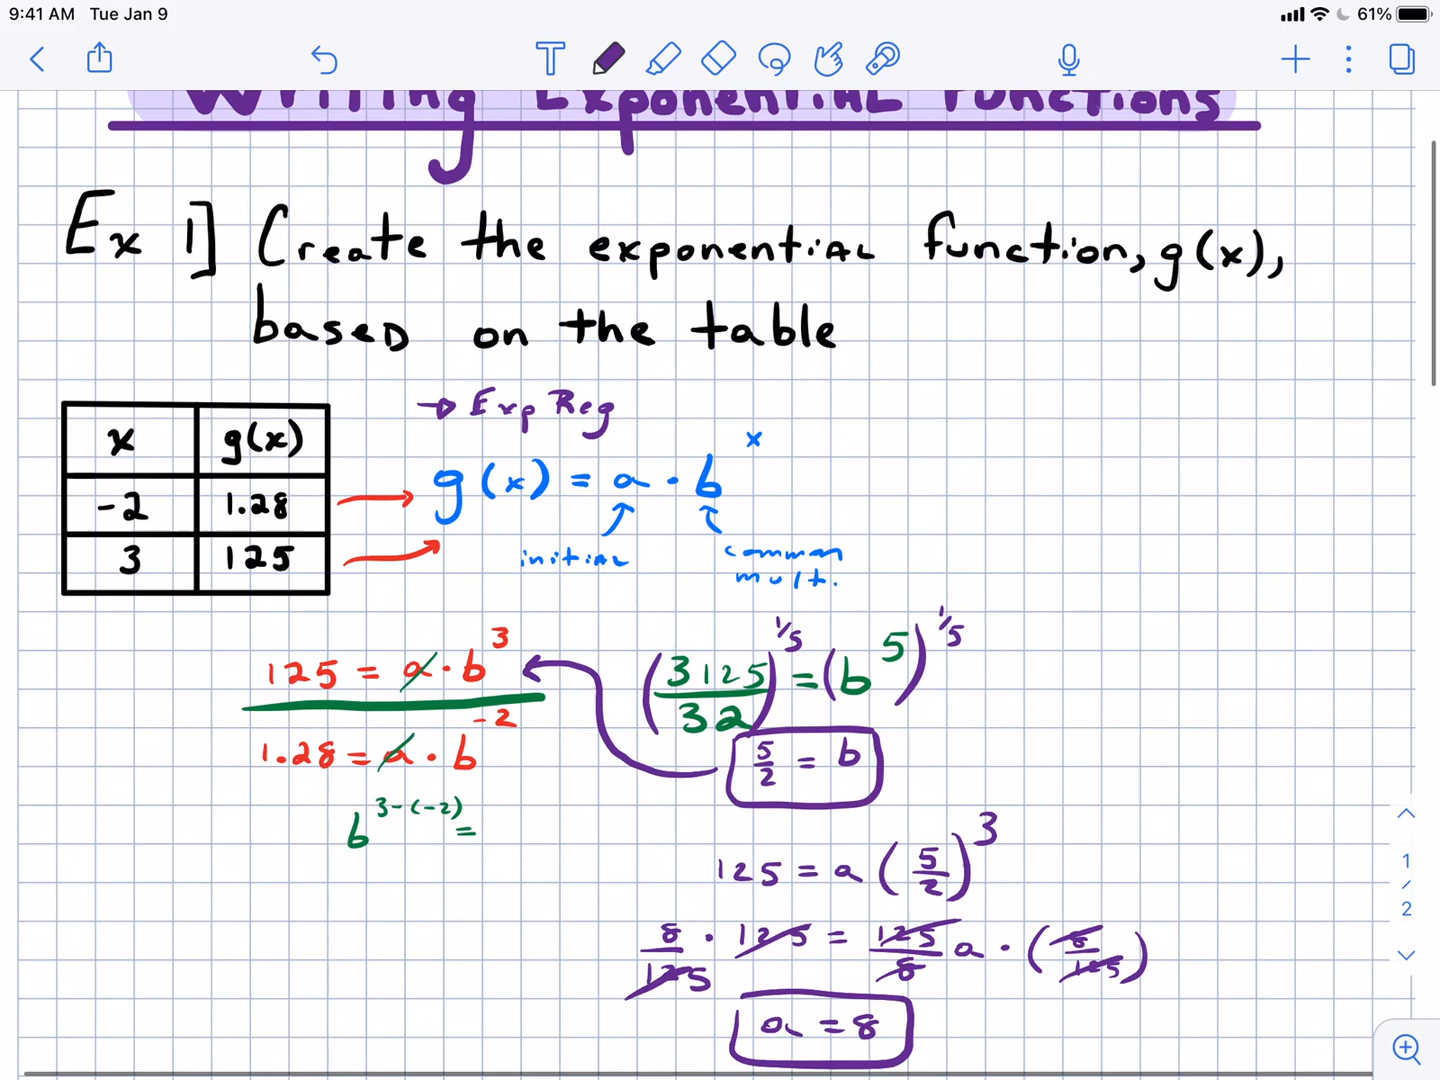 9:41 AM Tue Jan 9
61%
Writing Exponential Functions
Ex 1] Create the exponential function, g(x),
based on the table
x g(x)
-2 1.28
3 125
→ Exp Reg
g(x) = a · b^x
initial
common
mult.
125 = a · b^3
1.28 = a · b^-2
b^3-(-2) =
(3125/32)^1/5 = (b^5)^1/5
5/2 = b
125 = a (5/2)^3
8/125 · 125 = 125/8 a · (8/125)
a = 8
1
/
2